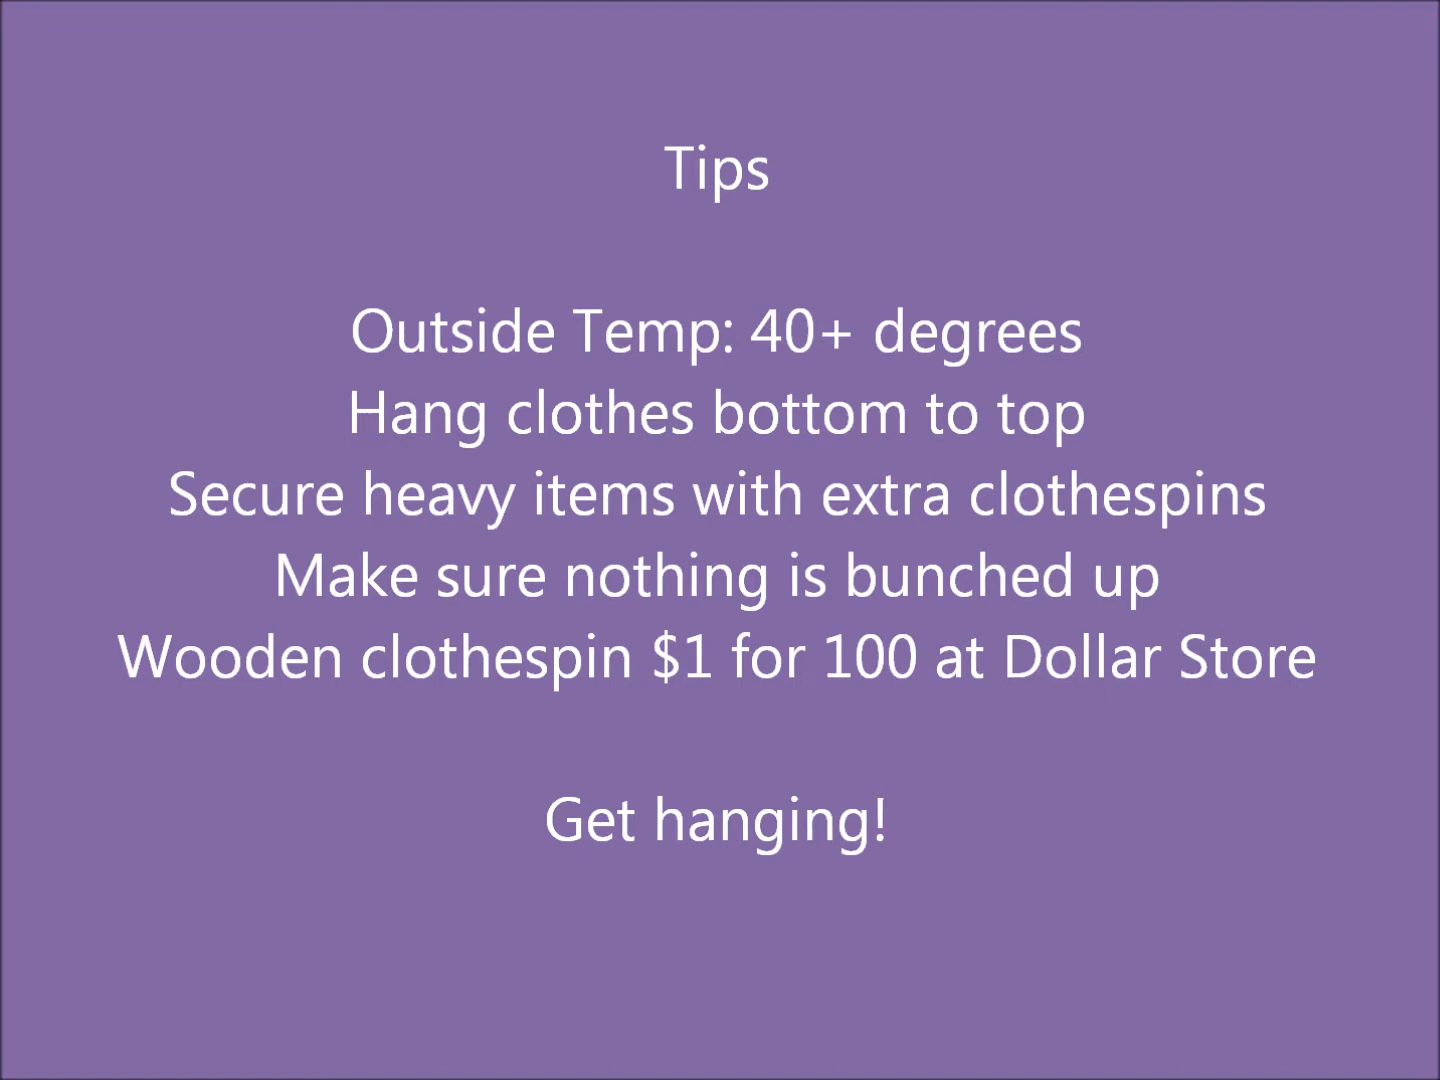 Tips
Outside Temp: 40+ degrees
Hang clothes bottom to top
Secure heavy items with extra clothespins
Make sure nothing is bunched up
Wooden clothespin $1 for 100 at Dollar Store
Get hanging!